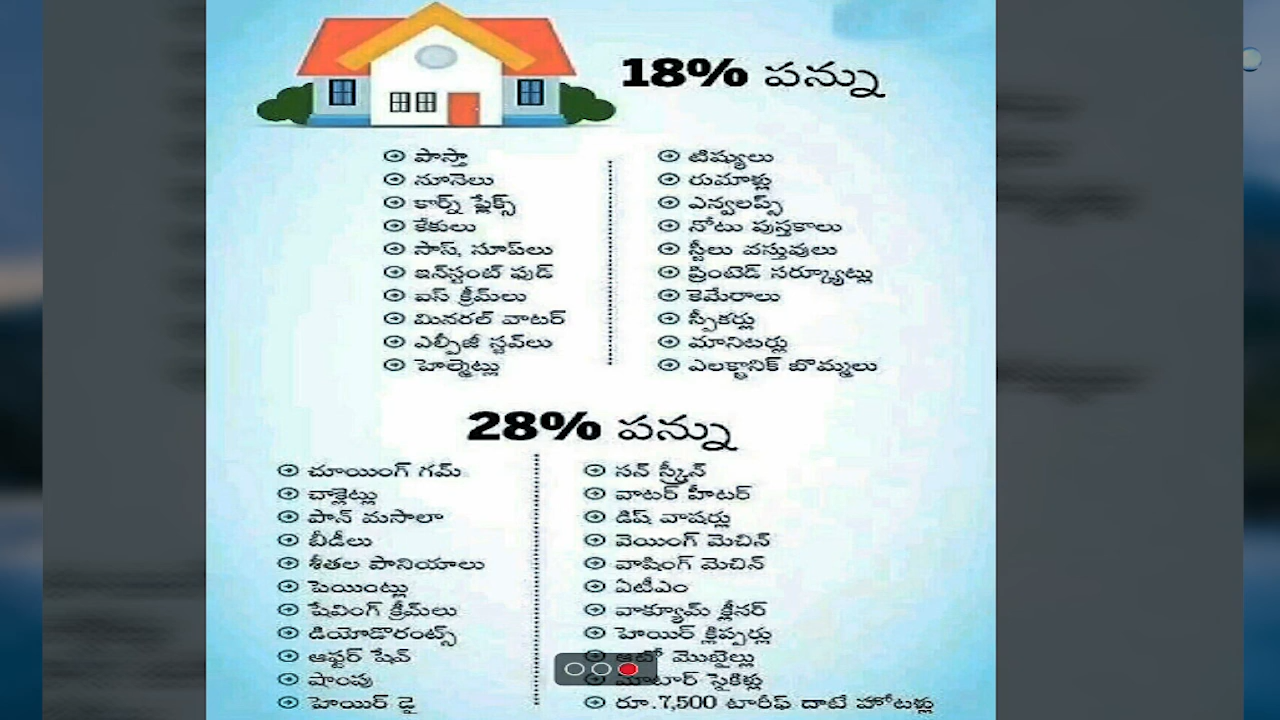 18% పన్ను
పాస్తా
నూనెలు
కార్న్ ఫ్లేక్స్
కేకులు
సాస్, సూప్‌లు
ఇన్‌స్టంట్ ఫుడ్
ఐస్ క్రీమ్‌లు
మినరల్ వాటర్
ఎల్పీజీ స్టవ్‌లు
హెల్మెట్లు
టిష్యులు
రుమాళ్లు
ఎన్వలప్స్
నోటు పుస్తకాలు
స్టీలు వస్తువులు
ప్రింటెడ్ సర్క్యూట్లు
కెమేరాలు
స్పీకర్లు
మానిటర్లు
ఎలక్ట్రానిక్ బొమ్మలు
28% పన్ను
చూయింగ్ గమ్
చాక్లెట్లు
పాన్ మసాలా
బీడీలు
శీతల పానియాలు
పెయింట్లు
షేవింగ్ క్రీమ్‌లు
డియోడొరంట్స్
ఆఫ్టర్ షేవ్
షాంపు
హెయిర్ డై
సన్ స్క్రీన్
వాటర్ హీటర్
డిష్ వాషర్లు
వెయింగ్ మెచిన్
వాషింగ్ మెచిన్
ఏటీఎం
వాక్యూమ్ క్లీనర్
హెయిర్ క్లిప్పర్లు
ఆటో మొబైల్లు
మోటార్ సైకిళ్లు
రూ.7,500 టారీఫ్ దాటే హోటళ్లు